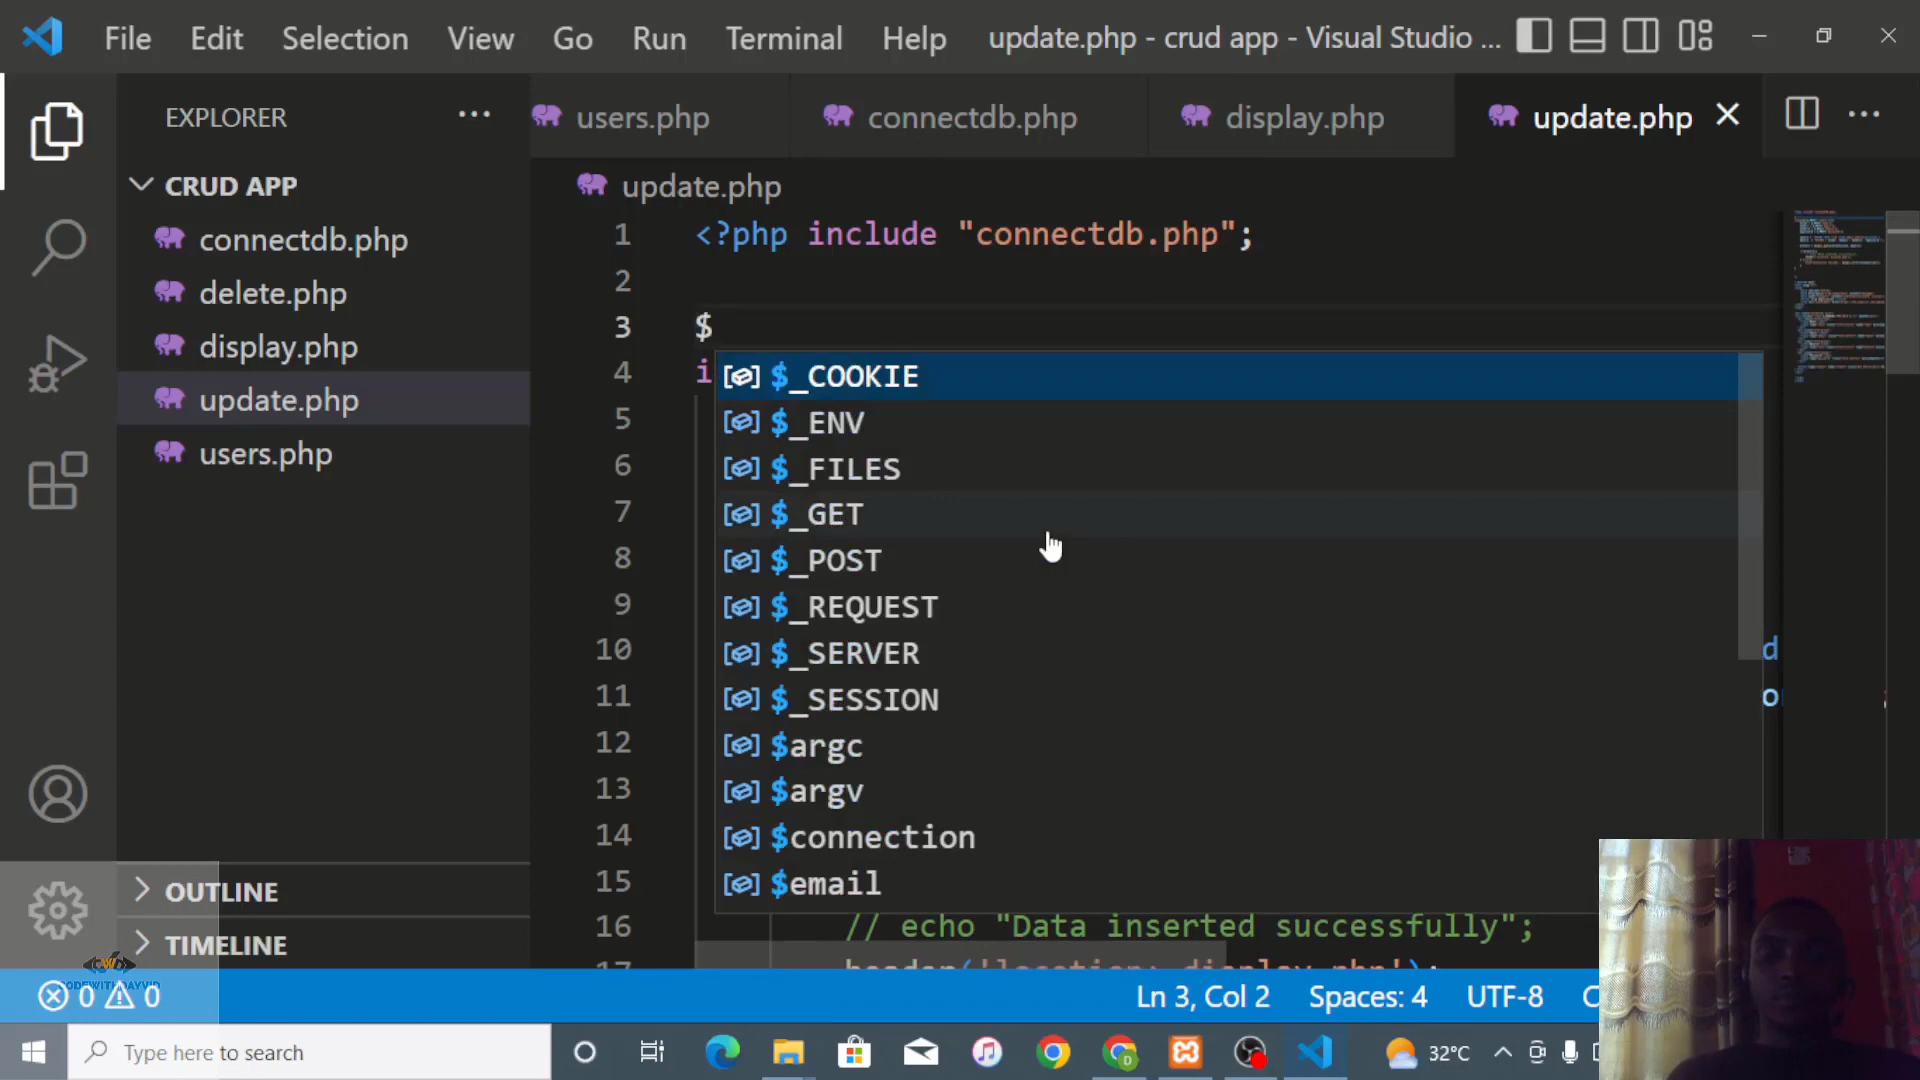 File Edit Selection View Go Run Terminal Help update.php - crud app - Visual Studio ...
EXPLORER ...
users.php connectdb.php display.php update.php
CRUD APP
update.php
connectdb.php
delete.php
display.php
update.php
users.php
1 <?php include "connectdb.php";
2
3 $
4 i
5
6
7
8
9
10 d
11
12
13
14
15
$_COOKIE
$_ENV
$_FILES
$_GET
$_POST
$_REQUEST
$_SERVER
$_SESSION
$argc
$argv
$connection
$email
16 // echo "Data inserted successfully";
OUTLINE
TIMELINE
0 0
Ln 3, Col 2 Spaces: 4 UTF-8
Type here to search
32°C